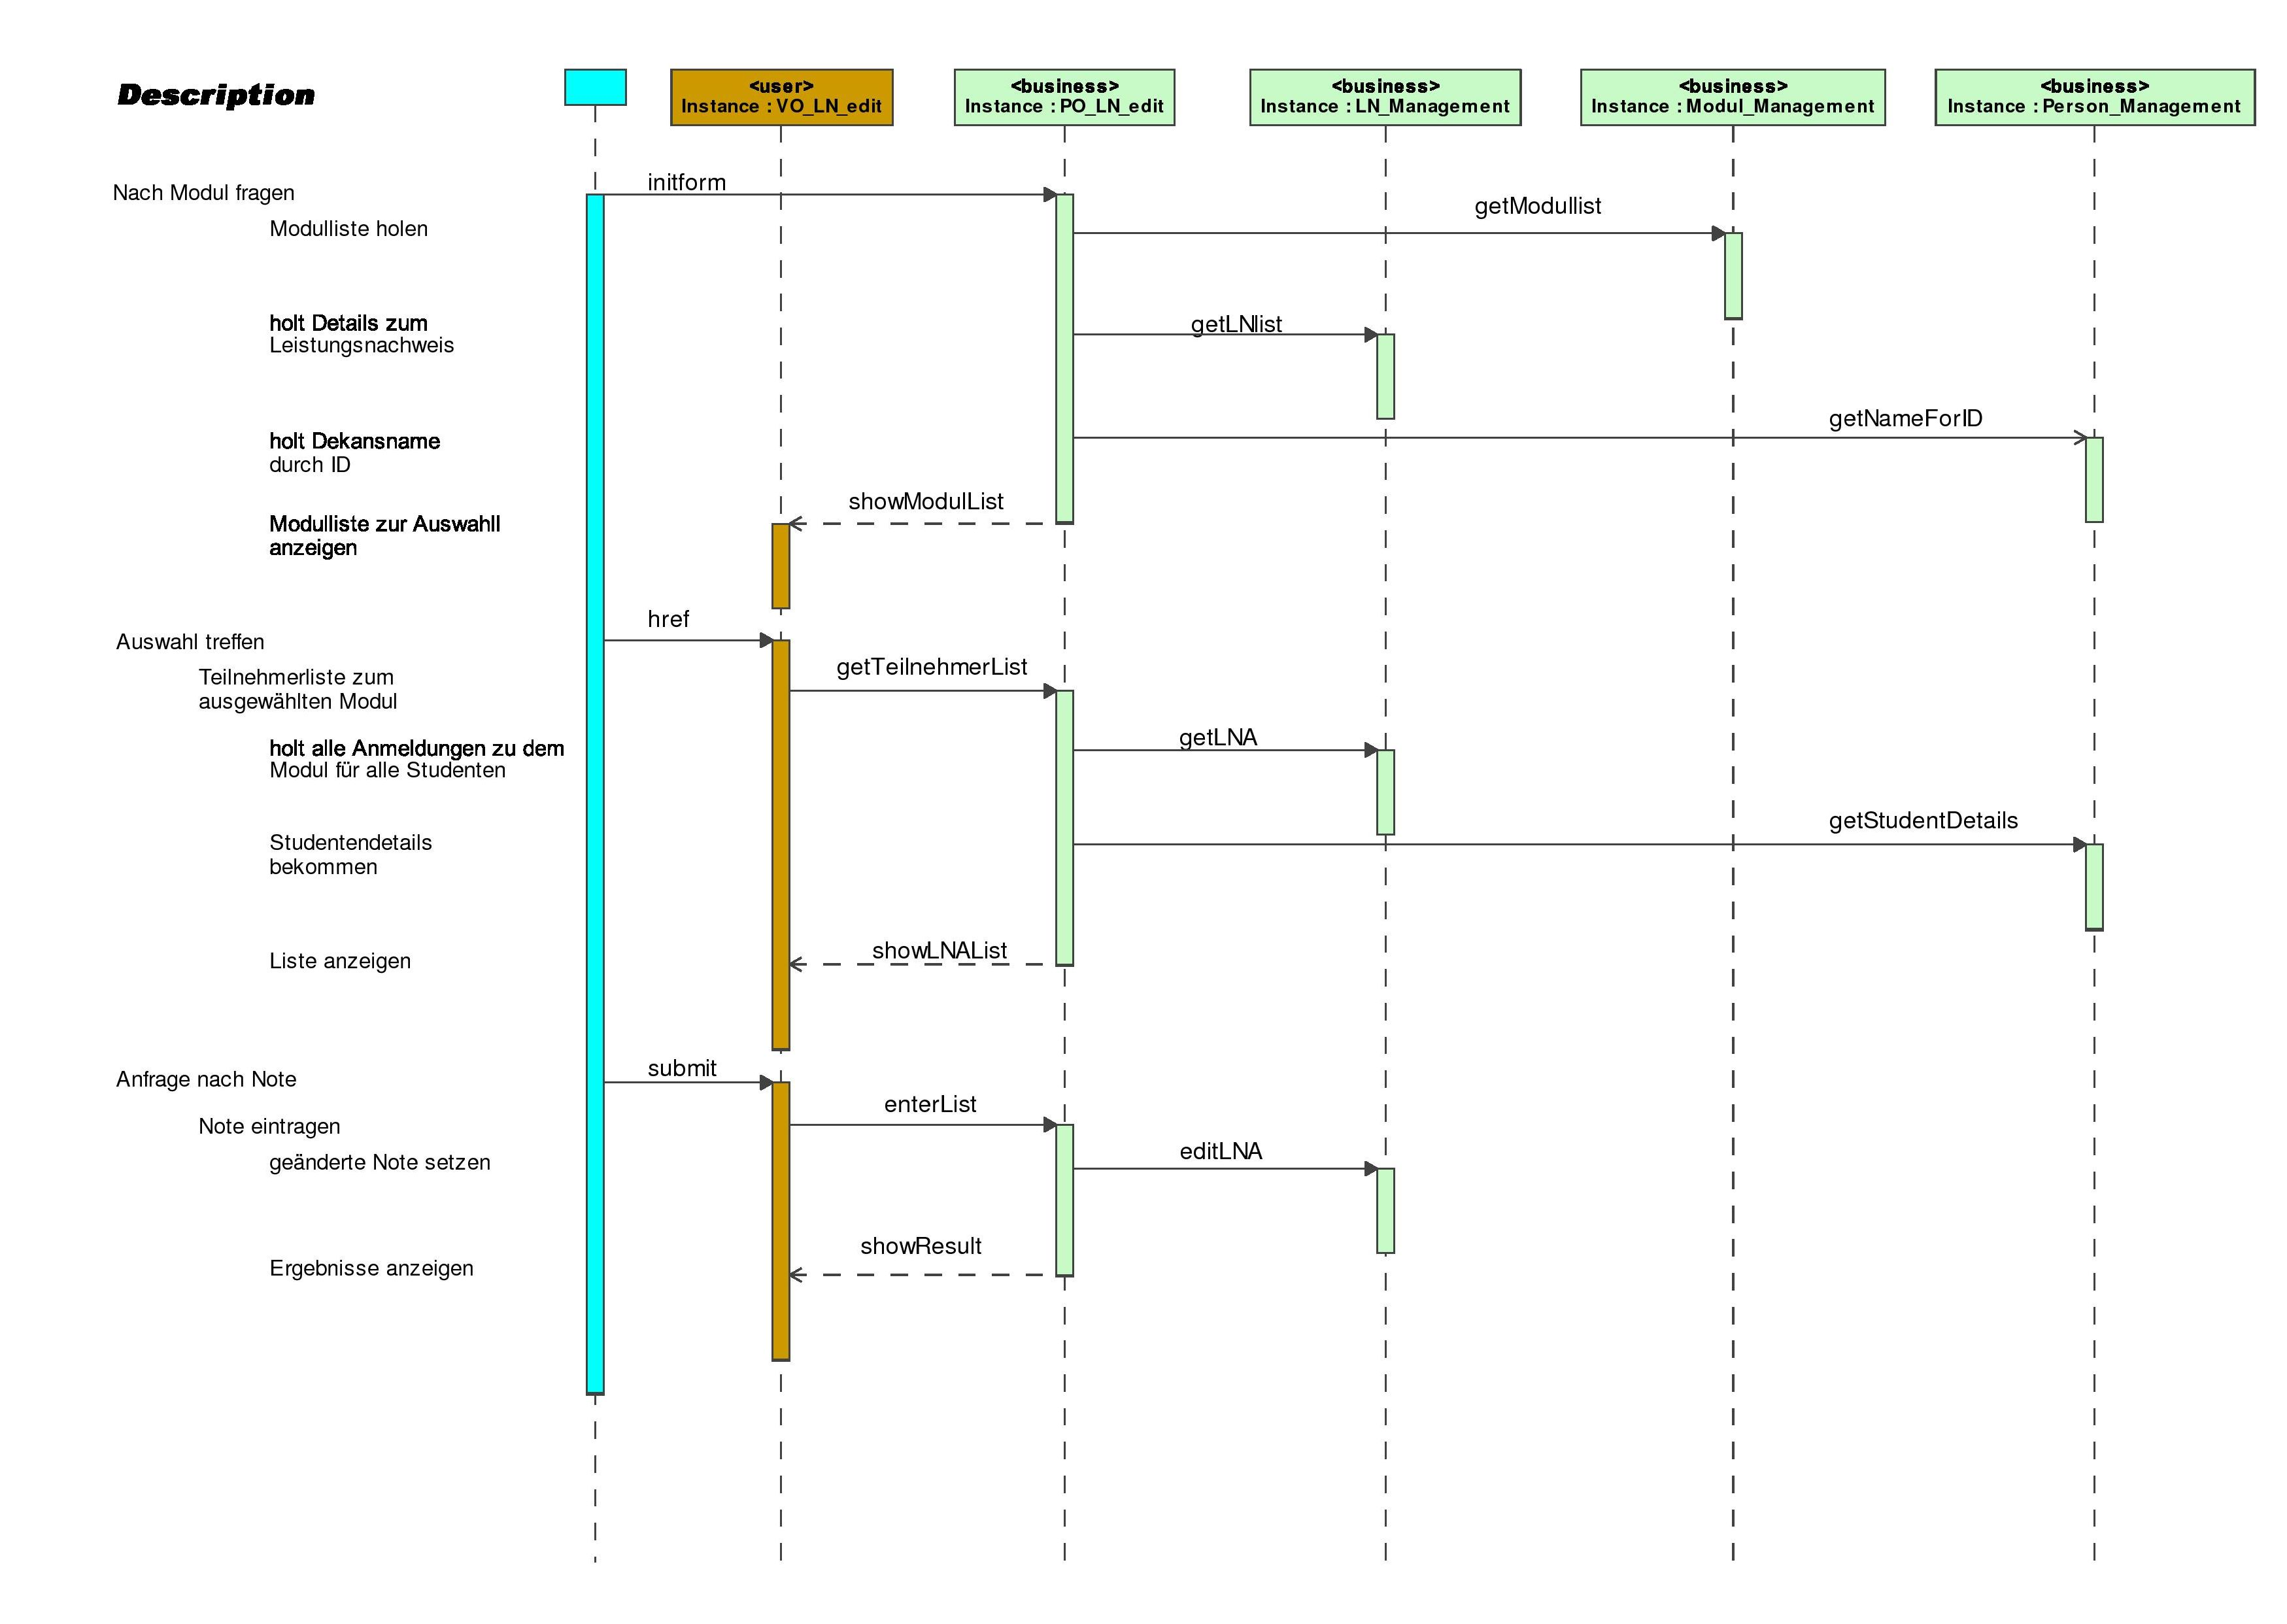 Description
<user>
Instance : VO_LN_edit
<business>
Instance : PO_LN_edit
<business>
Instance : LN_Management
<business>
Instance : Modul_Management
<business>
Instance : Person_Management
Nach Modul fragen
initform
Modulliste holen
getModullist
holt Details zum
Leistungsnachweis
getLNlist
holt Dekansname
durch ID
getNameForID
Modulliste zur Auswahll
anzeigen
showModulList
Auswahl treffen
href
Teilnehmerliste zum
ausgewählten Modul
getTeilnehmerList
holt alle Anmeldungen zu dem
Modul für alle Studenten
getLNA
Studentendetails
bekommen
getStudentDetails
Liste anzeigen
showLNAList
Anfrage nach Note
submit
Note eintragen
enterList
geänderte Note setzen
editLNA
Ergebnisse anzeigen
showResult